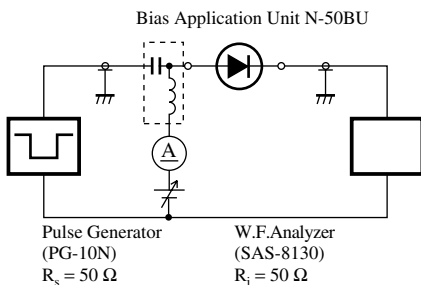 Bias Application Unit N-50BU
A
Pulse Generator
(PG-10N)
Rs = 50 Ω
W.F.Analyzer
(SAS-8130)
Ri = 50 Ω